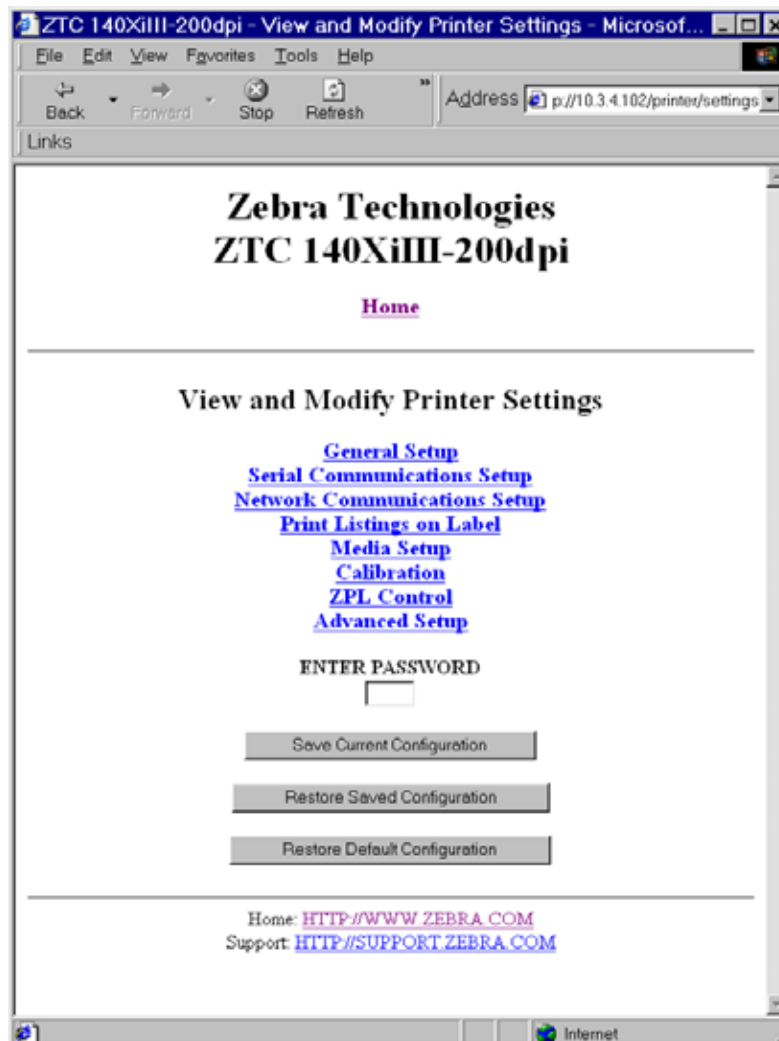 ZTC 140XiIII-200dpi - View and Modify Printer Settings - Microsof...
File Edit View Favorites Tools Help
Back Forward Stop Refresh » Address p://10.3.4.102/printer/settings
Links
Zebra Technologies
ZTC 140XiIII-200dpi
Home
View and Modify Printer Settings
General Setup
Serial Communications Setup
Network Communications Setup
Print Listings on Label
Media Setup
Calibration
ZPL Control
Advanced Setup
ENTER PASSWORD
Save Current Configuration
Restore Saved Configuration
Restore Default Configuration
Home: HTTP://WWW.ZEBRA.COM
Support: HTTP://SUPPORT.ZEBRA.COM
Internet